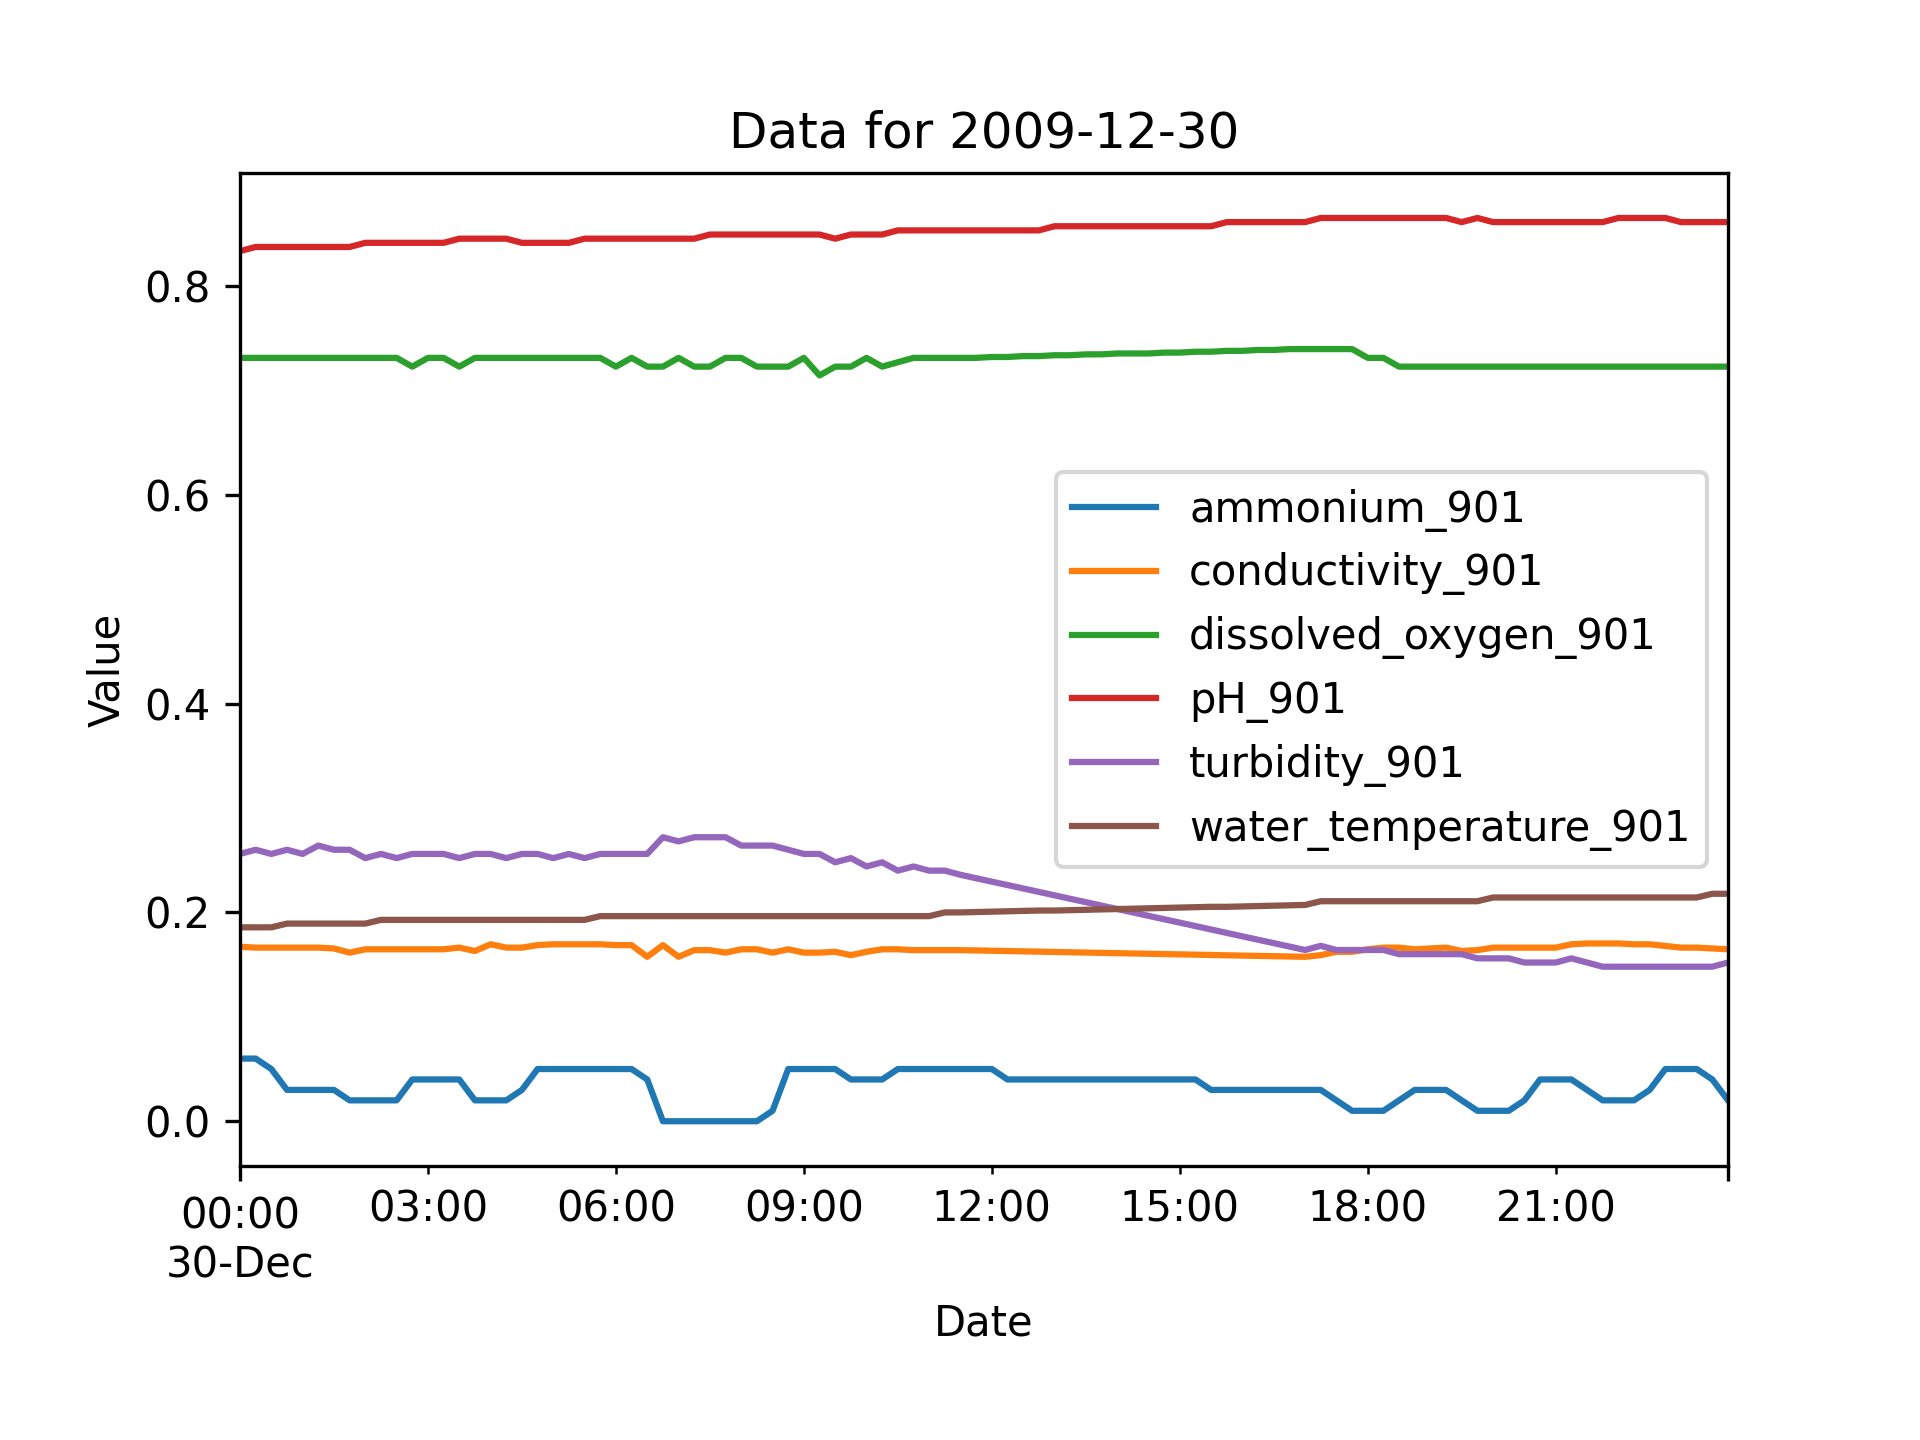 Data for 2009-12-30
Value
0.8
0.6
0.4
0.2
0.0
ammonium_901
conductivity_901
dissolved_oxygen_901
pH_901
turbidity_901
water_temperature_901
00:00 03:00 06:00 09:00 12:00 15:00 18:00 21:00
30-Dec
Date